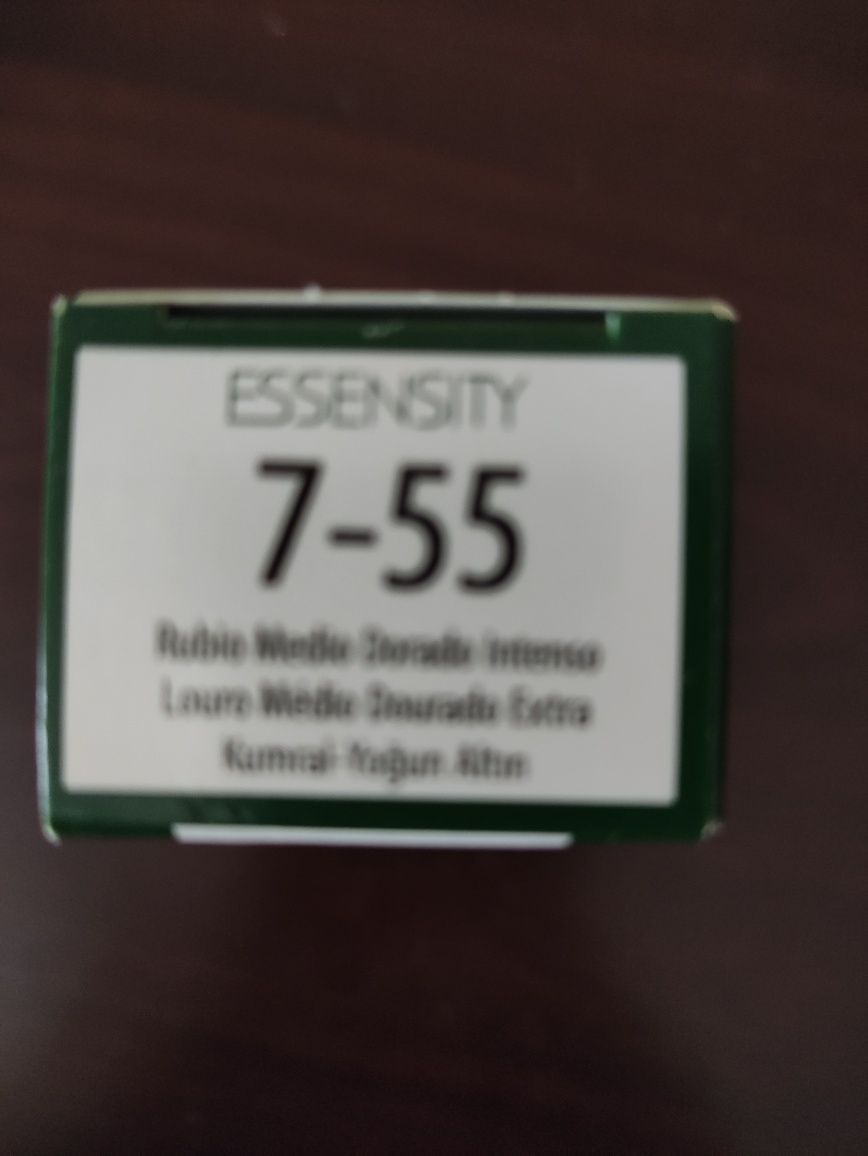 ESSENSITY
7-55
Rubio Medio Dorado Intenso
Louro Médio Dourado Extra
Kumral-Yoğun Altın